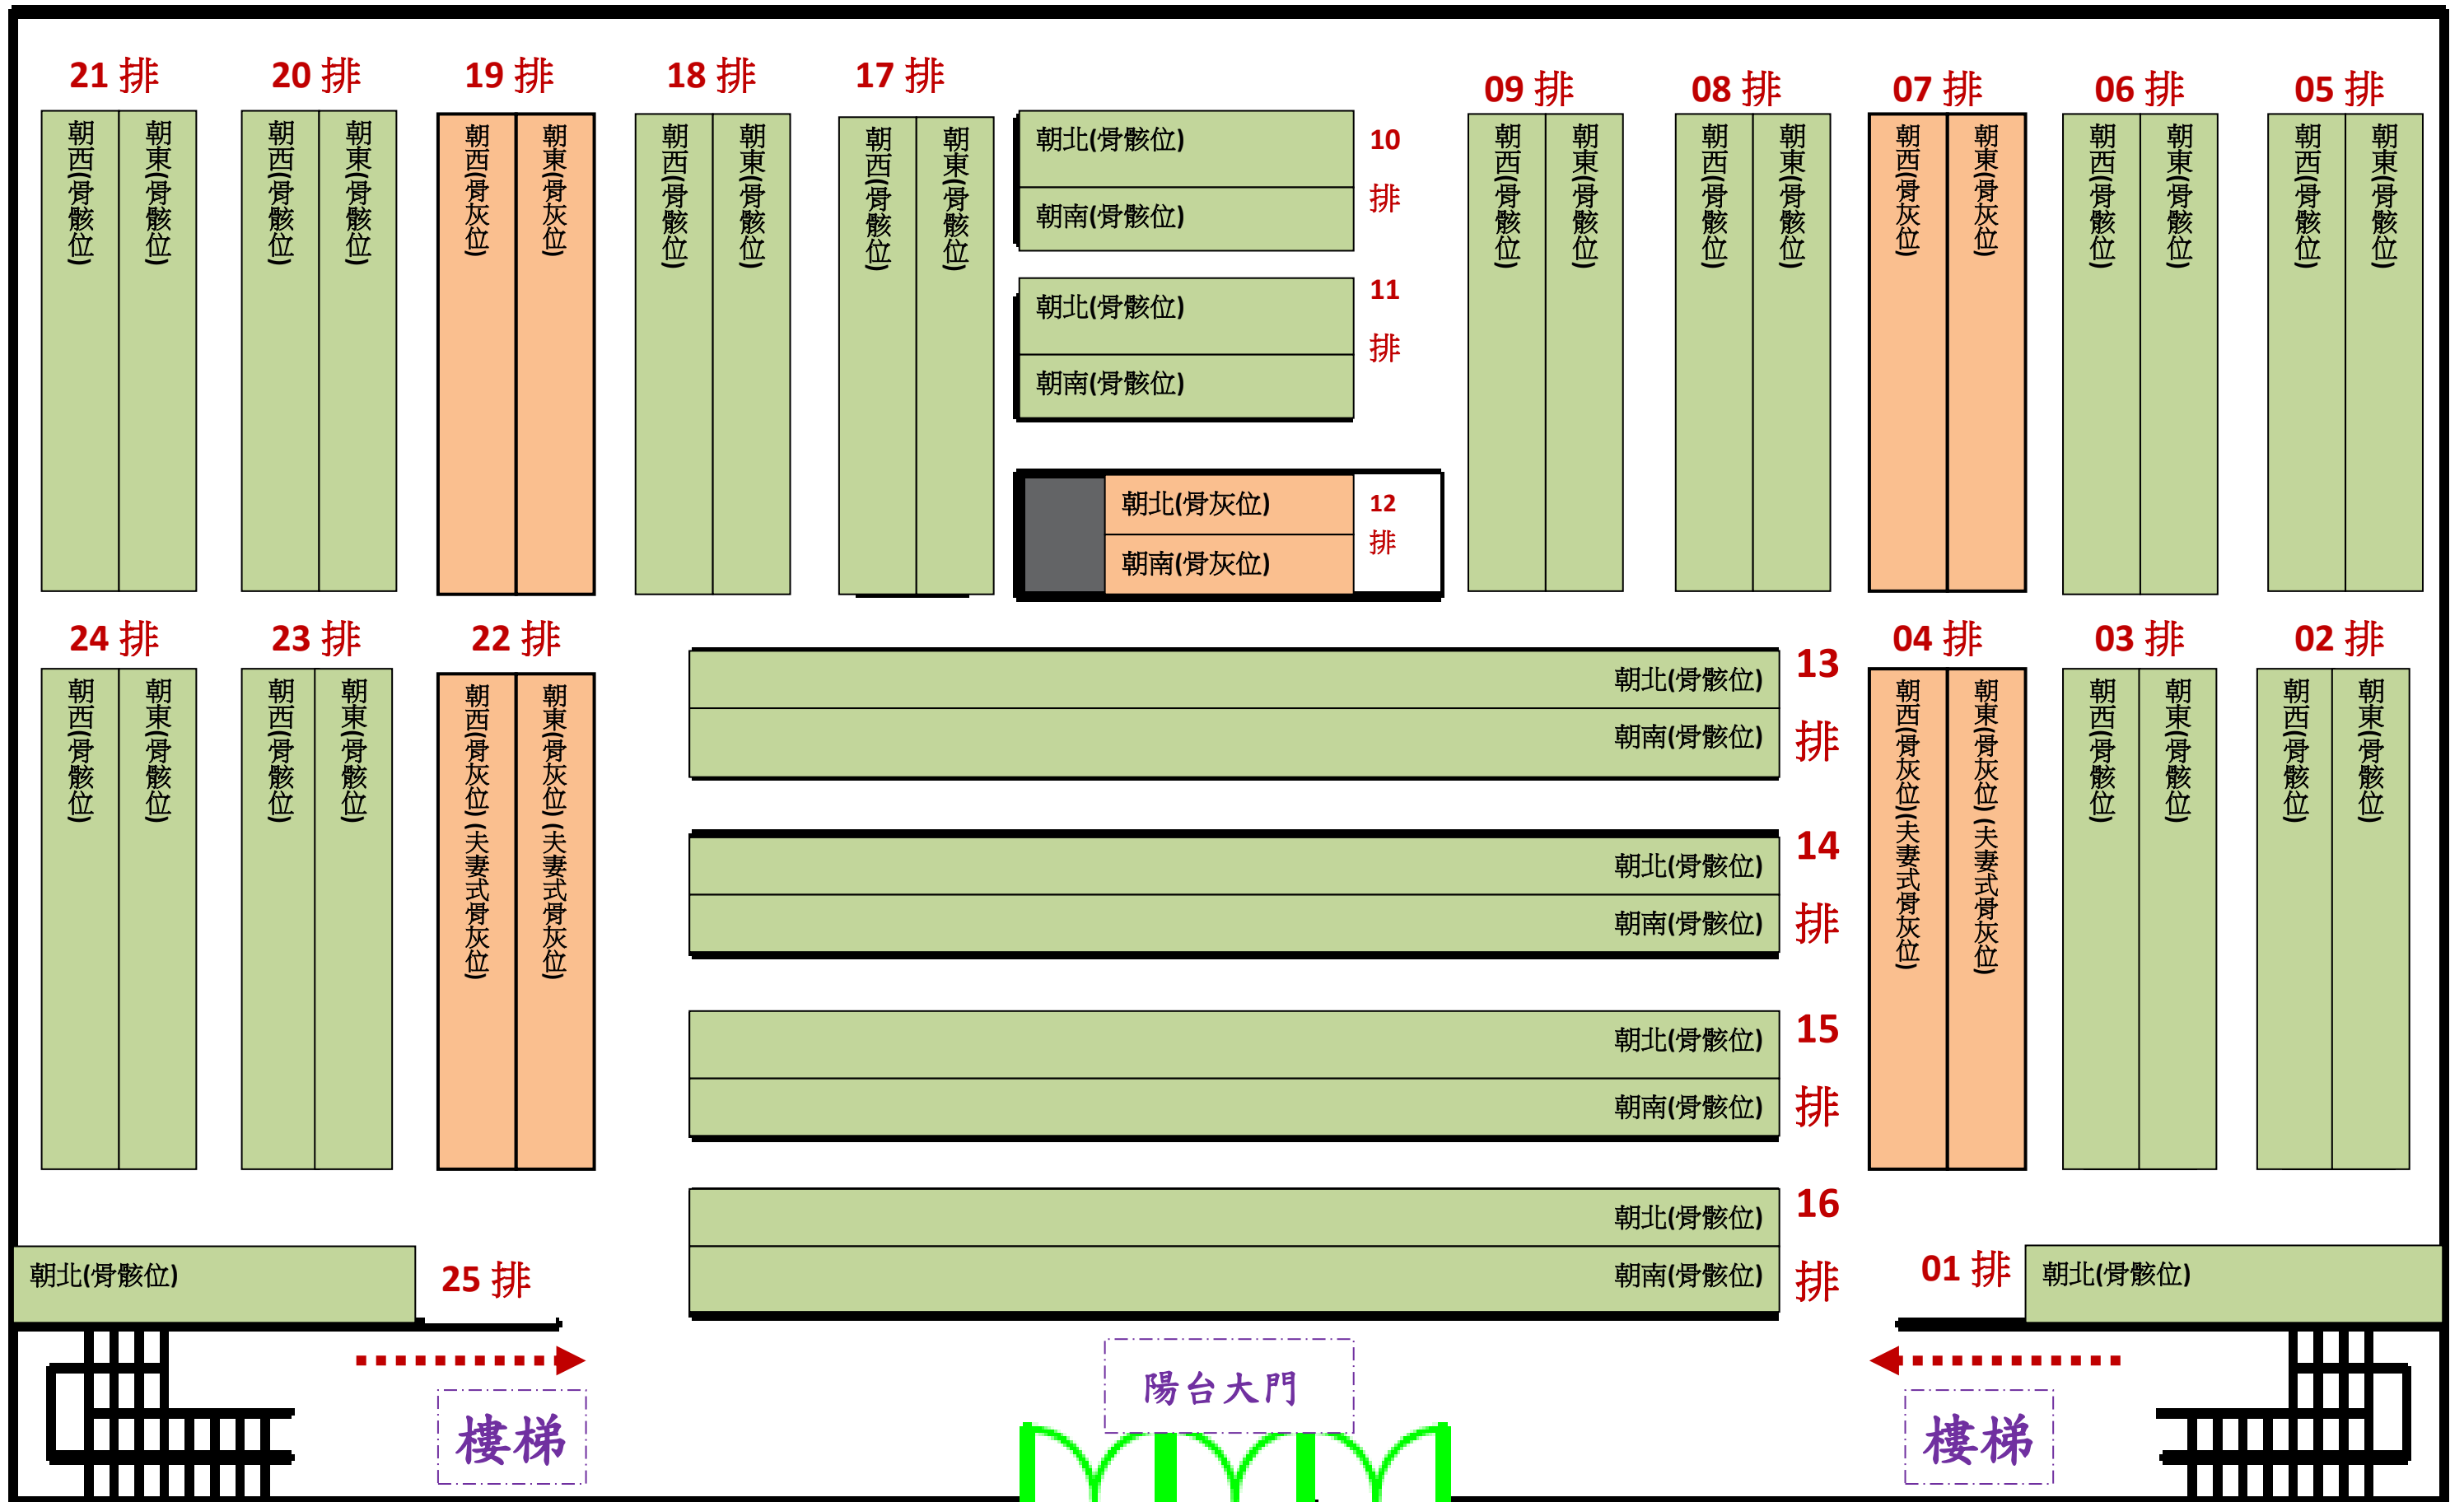 21 排
20 排
19 排
18 排
17 排
09 排
08 排
07 排
06 排
05 排
朝西(骨骸位)
朝東(骨骸位)
朝西(骨骸位)
朝東(骨骸位)
朝西(骨灰位)
朝東(骨灰位)
朝西(骨骸位)
朝東(骨骸位)
朝西(骨骸位)
朝東(骨骸位)
朝北(骨骸位)
朝南(骨骸位)
10
排
朝北(骨骸位)
朝南(骨骸位)
11
排
朝北(骨灰位)
朝南(骨灰位)
12
排
朝西(骨骸位)
朝東(骨骸位)
朝西(骨骸位)
朝東(骨骸位)
朝西(骨灰位)
朝東(骨灰位)
朝西(骨骸位)
朝東(骨骸位)
朝西(骨骸位)
朝東(骨骸位)
24 排
23 排
22 排
朝西(骨骸位)
朝東(骨骸位)
朝西(骨骸位)
朝東(骨骸位)
朝西(骨灰位)(夫妻式骨灰位)
朝東(骨灰位)(夫妻式骨灰位)
朝北(骨骸位)
朝南(骨骸位)
13
排
朝北(骨骸位)
朝南(骨骸位)
14
排
朝北(骨骸位)
朝南(骨骸位)
15
排
朝北(骨骸位)
朝南(骨骸位)
16
排
04 排
03 排
02 排
朝西(骨灰位)(夫妻式骨灰位)
朝東(骨灰位)(夫妻式骨灰位)
朝西(骨骸位)
朝東(骨骸位)
朝西(骨骸位)
朝東(骨骸位)
朝北(骨骸位)
25 排
01 排
朝北(骨骸位)
樓梯
陽台大門
樓梯